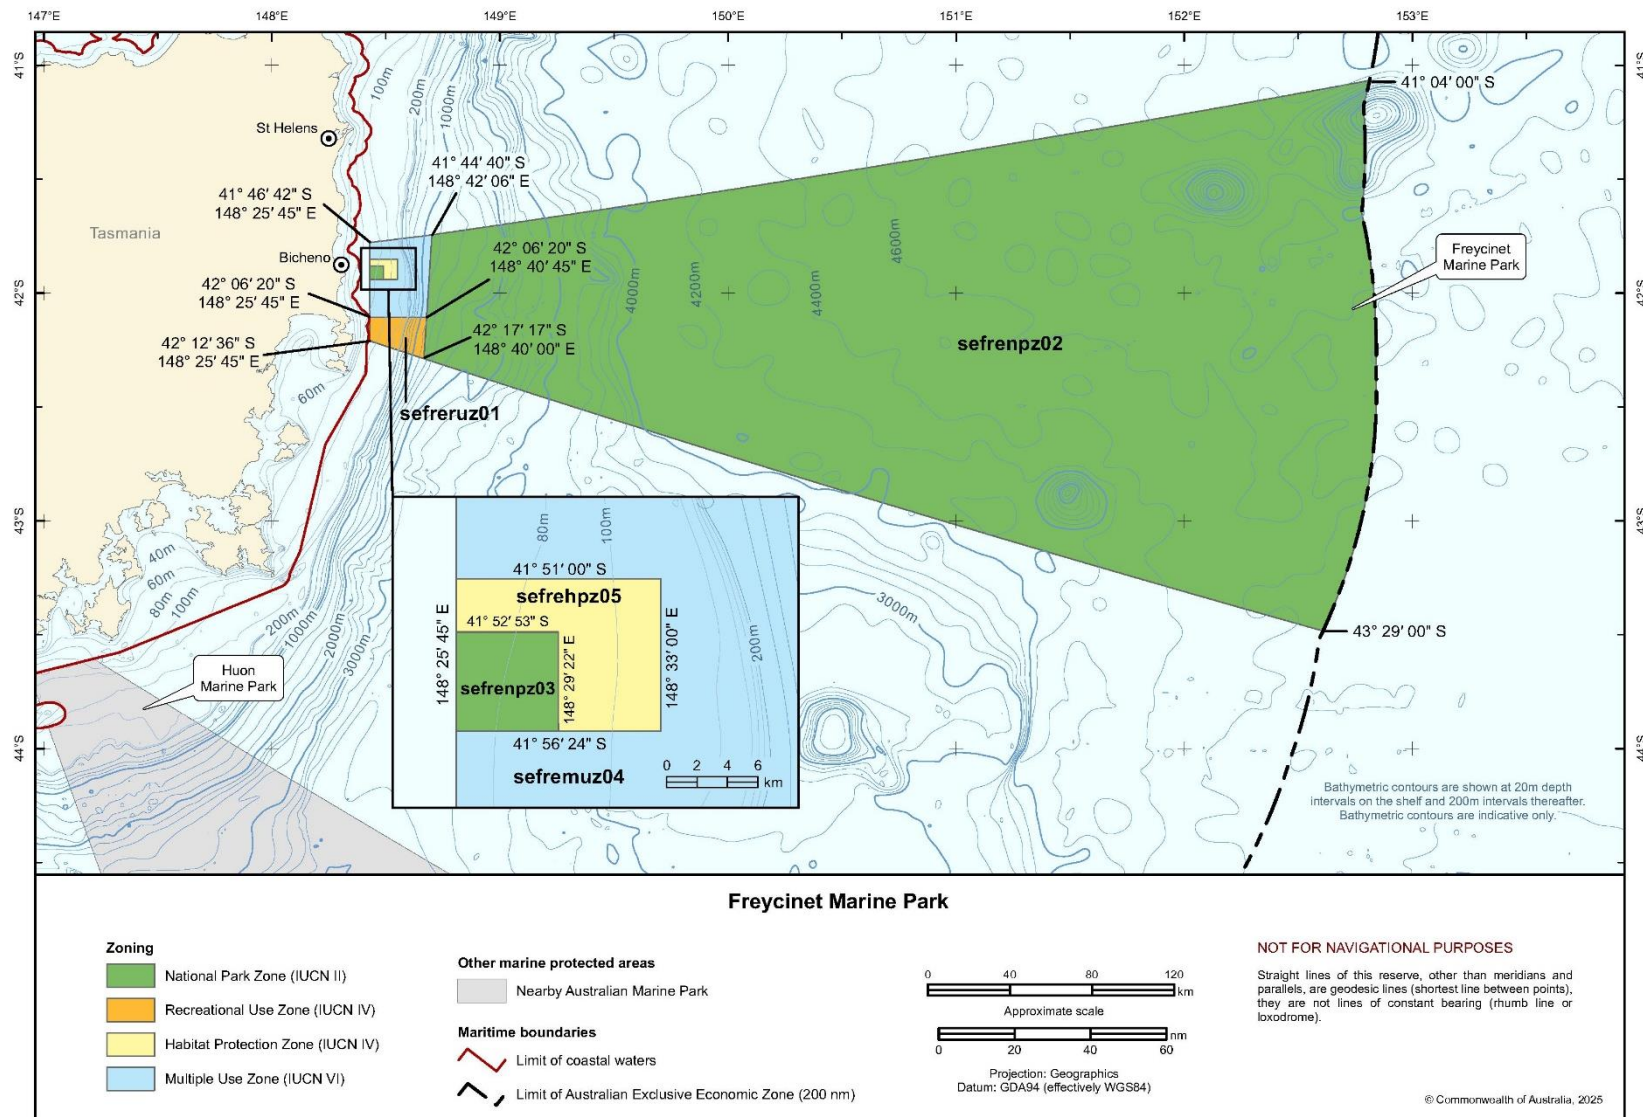 147°E
148°E
149°E
150°E
151°E
152°E
153°E
41°S
41°S
41° 04' 00" S
100m
200m
1000m
St Helens
41° 44' 40" S
148° 42' 06" E
41° 46' 42" S
148° 25' 45" E
Tasmania
Bicheno
42° 06' 20" S
148° 40' 45" E
4000m
4200m
4400m
4600m
Freycinet
Marine Park
42°S
42°S
42° 06' 20" S
148° 25' 45" E
42° 12' 36" S
148° 25' 45" E
42° 17' 17" S
148° 40' 00" E
sefrenpz02
60m
sefreruz01
43°S
43°S
40m
60m
80m
100m
200m
1000m
2000m
3000m
3000m
80m
100m
41° 51' 00" S
sefrehpz05
41° 52' 53" S
148° 25' 45" E
sefrenpz03
148° 29' 22" E
148° 33' 00" E
200m
41° 56' 24" S
sefremuz04
0 2 4 6
km
43° 29' 00" S
Huon
Marine Park
44°S
44°S
Bathymetric contours are shown at 20m depth
intervals on the shelf and 200m intervals thereafter.
Bathymetric contours are indicative only.
Freycinet Marine Park
Zoning
National Park Zone (IUCN II)
Recreational Use Zone (IUCN IV)
Habitat Protection Zone (IUCN IV)
Multiple Use Zone (IUCN VI)
Other marine protected areas
Nearby Australian Marine Park
Maritime boundaries
Limit of coastal waters
Limit of Australian Exclusive Economic Zone (200 nm)
0 40 80 120
km
Approximate scale
nm
0 20 40 60
Projection: Geographics
Datum: GDA94 (effectively WGS84)
NOT FOR NAVIGATIONAL PURPOSES
Straight lines of this reserve, other than meridians and
parallels, are geodesic lines (shortest line between points),
they are not lines of constant bearing (rhumb line or
loxodrome).
© Commonwealth of Australia, 2025